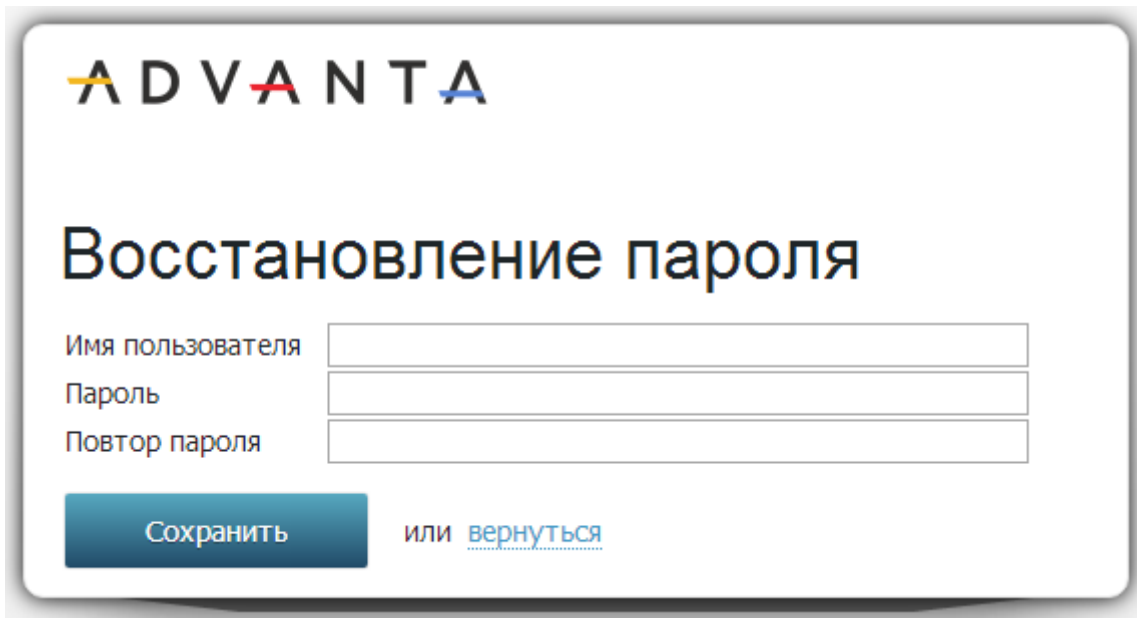 ADVANTA
Восстановление пароля
Имя пользователя
Пароль
Повтор пароля
Сохранить или вернуться